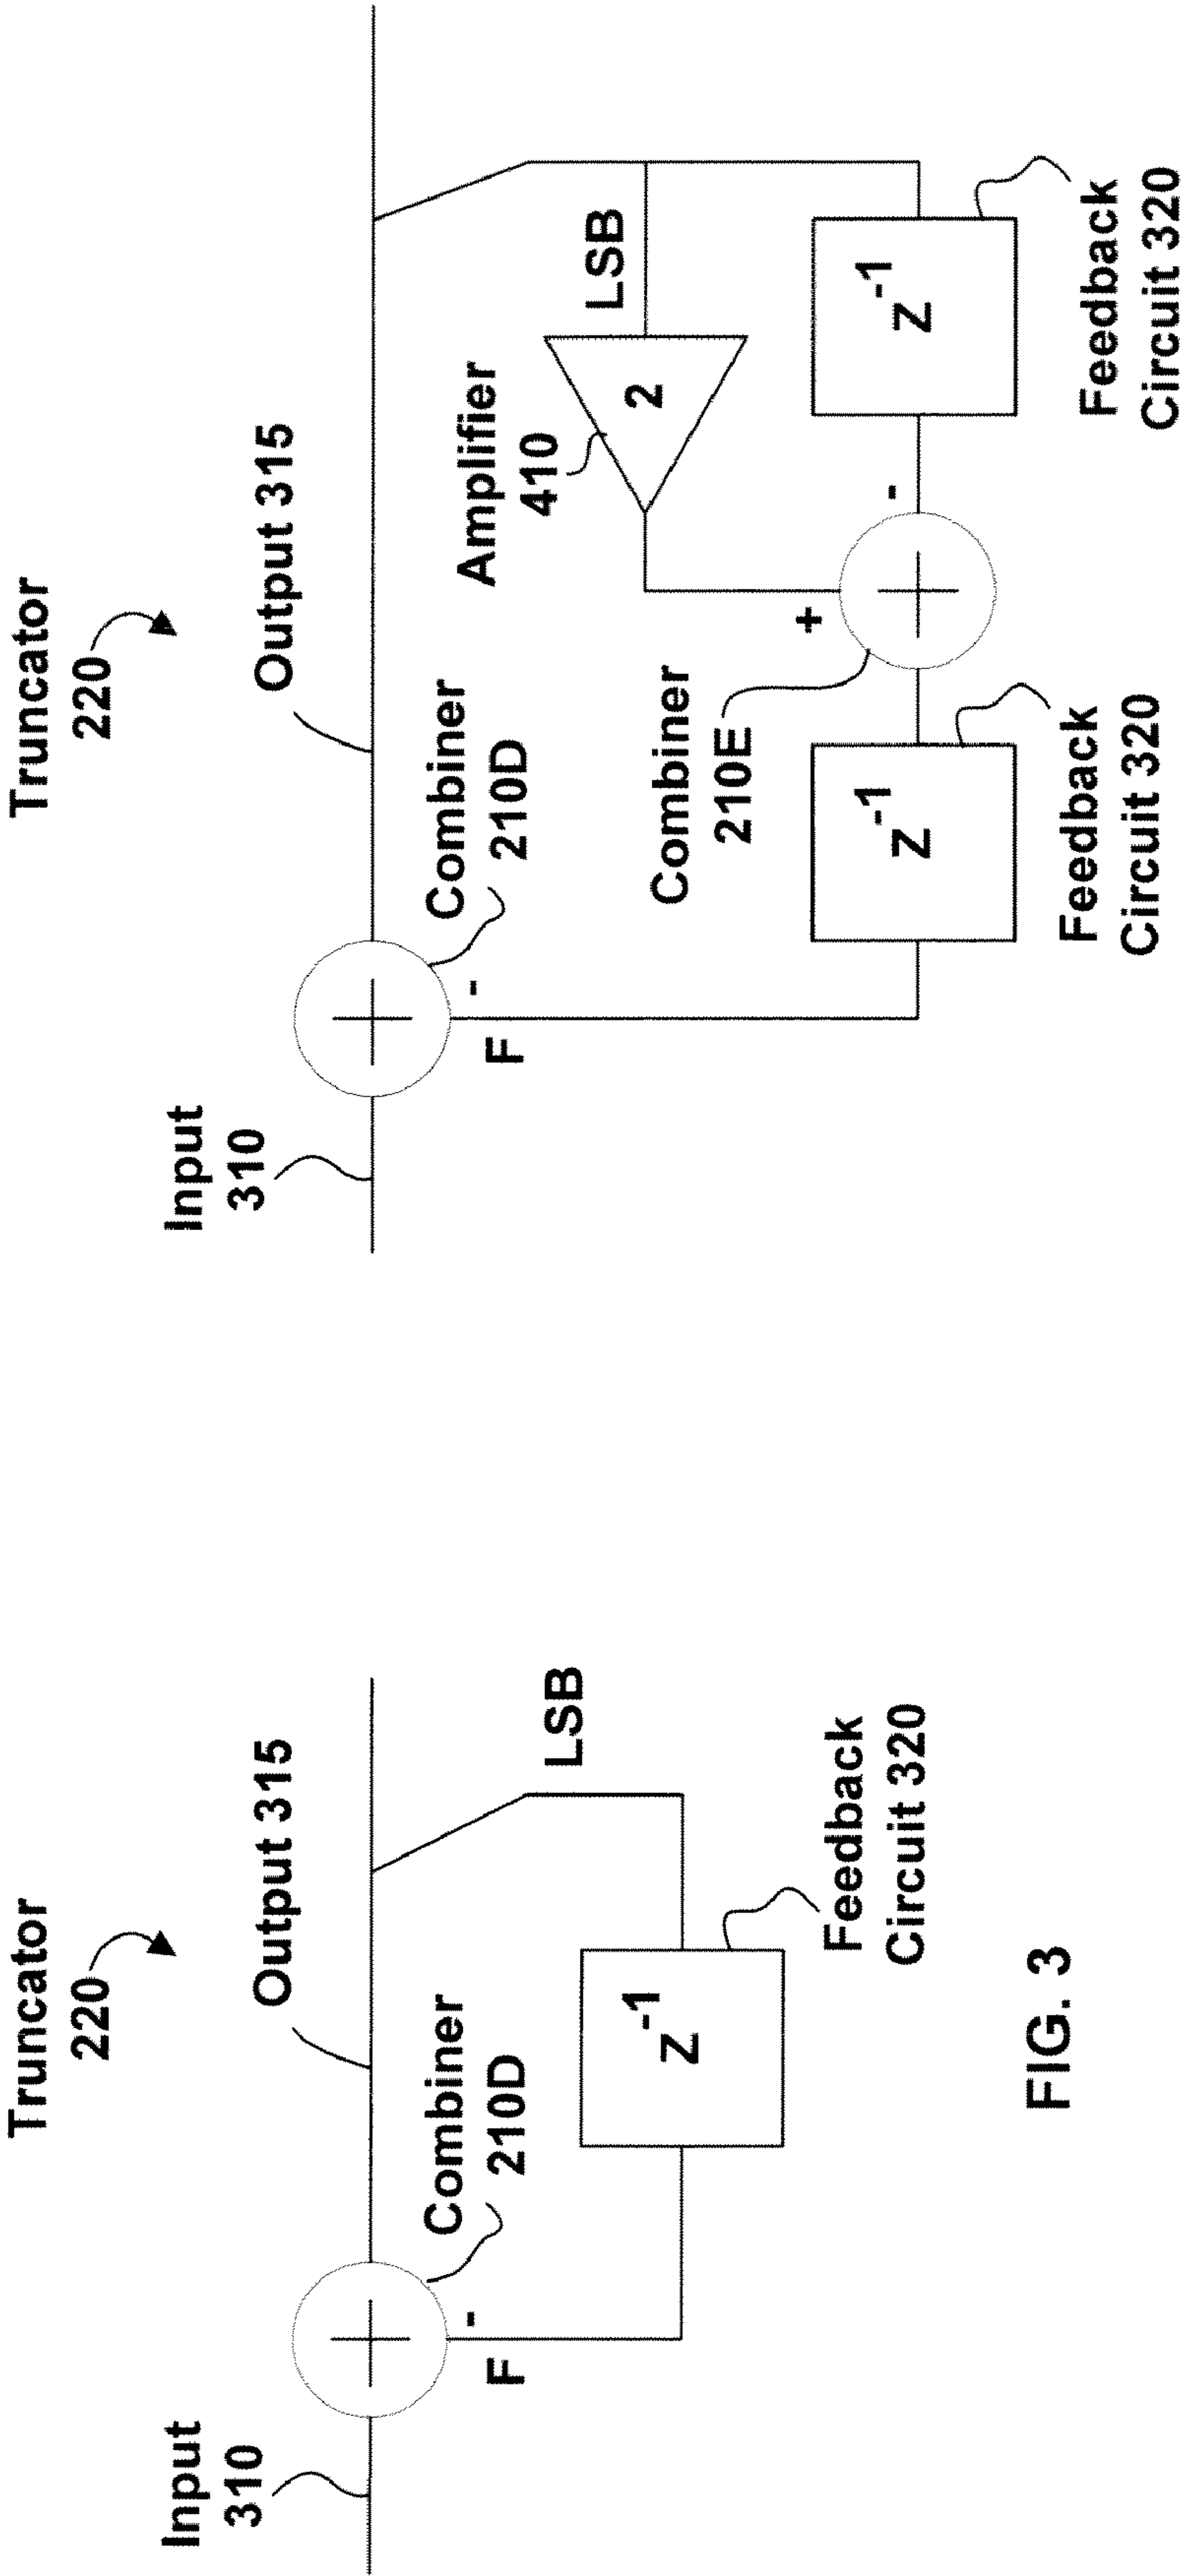 Truncator
220
Output 315
Input
310
Combiner
210D
-
F
LSB
Z-1
Feedback
Circuit 320
FIG. 3
Truncator
220
Output 315
Input
310
Combiner
210D
-
F
Amplifier
410
LSB
2
Combiner
210E
+
-
Z-1
Z-1
Feedback
Circuit 320
Feedback
Circuit 320